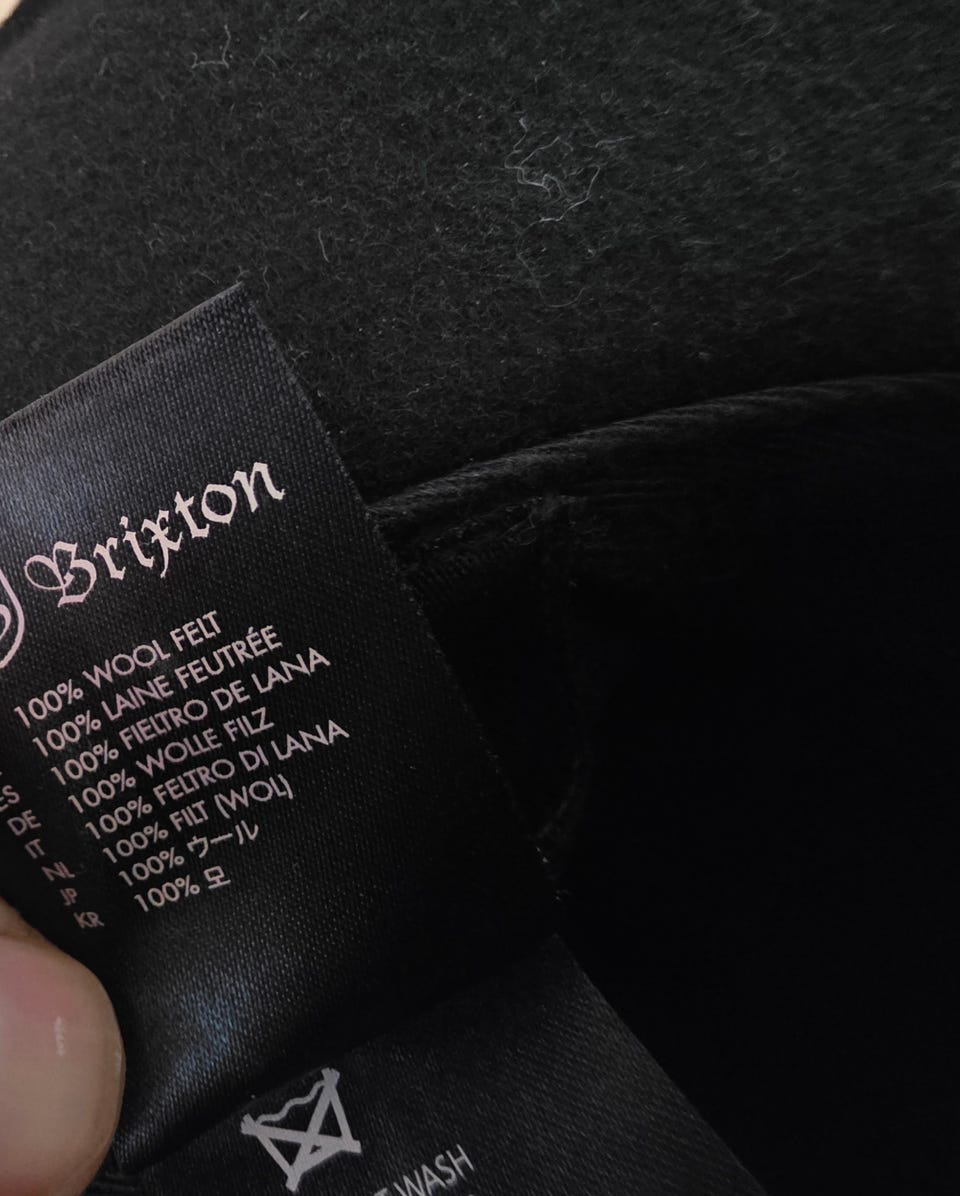 Brixton
100% WOOL FELT
100% LAINE FEUTRÉE
ES 100% FIELTRO DE LANA
DE 100% WOLLE FILZ
IT 100% FELTRO DI LANA
NL 100% FILT (WOL)
JP 100% ウール
KR 100% 모
WASH